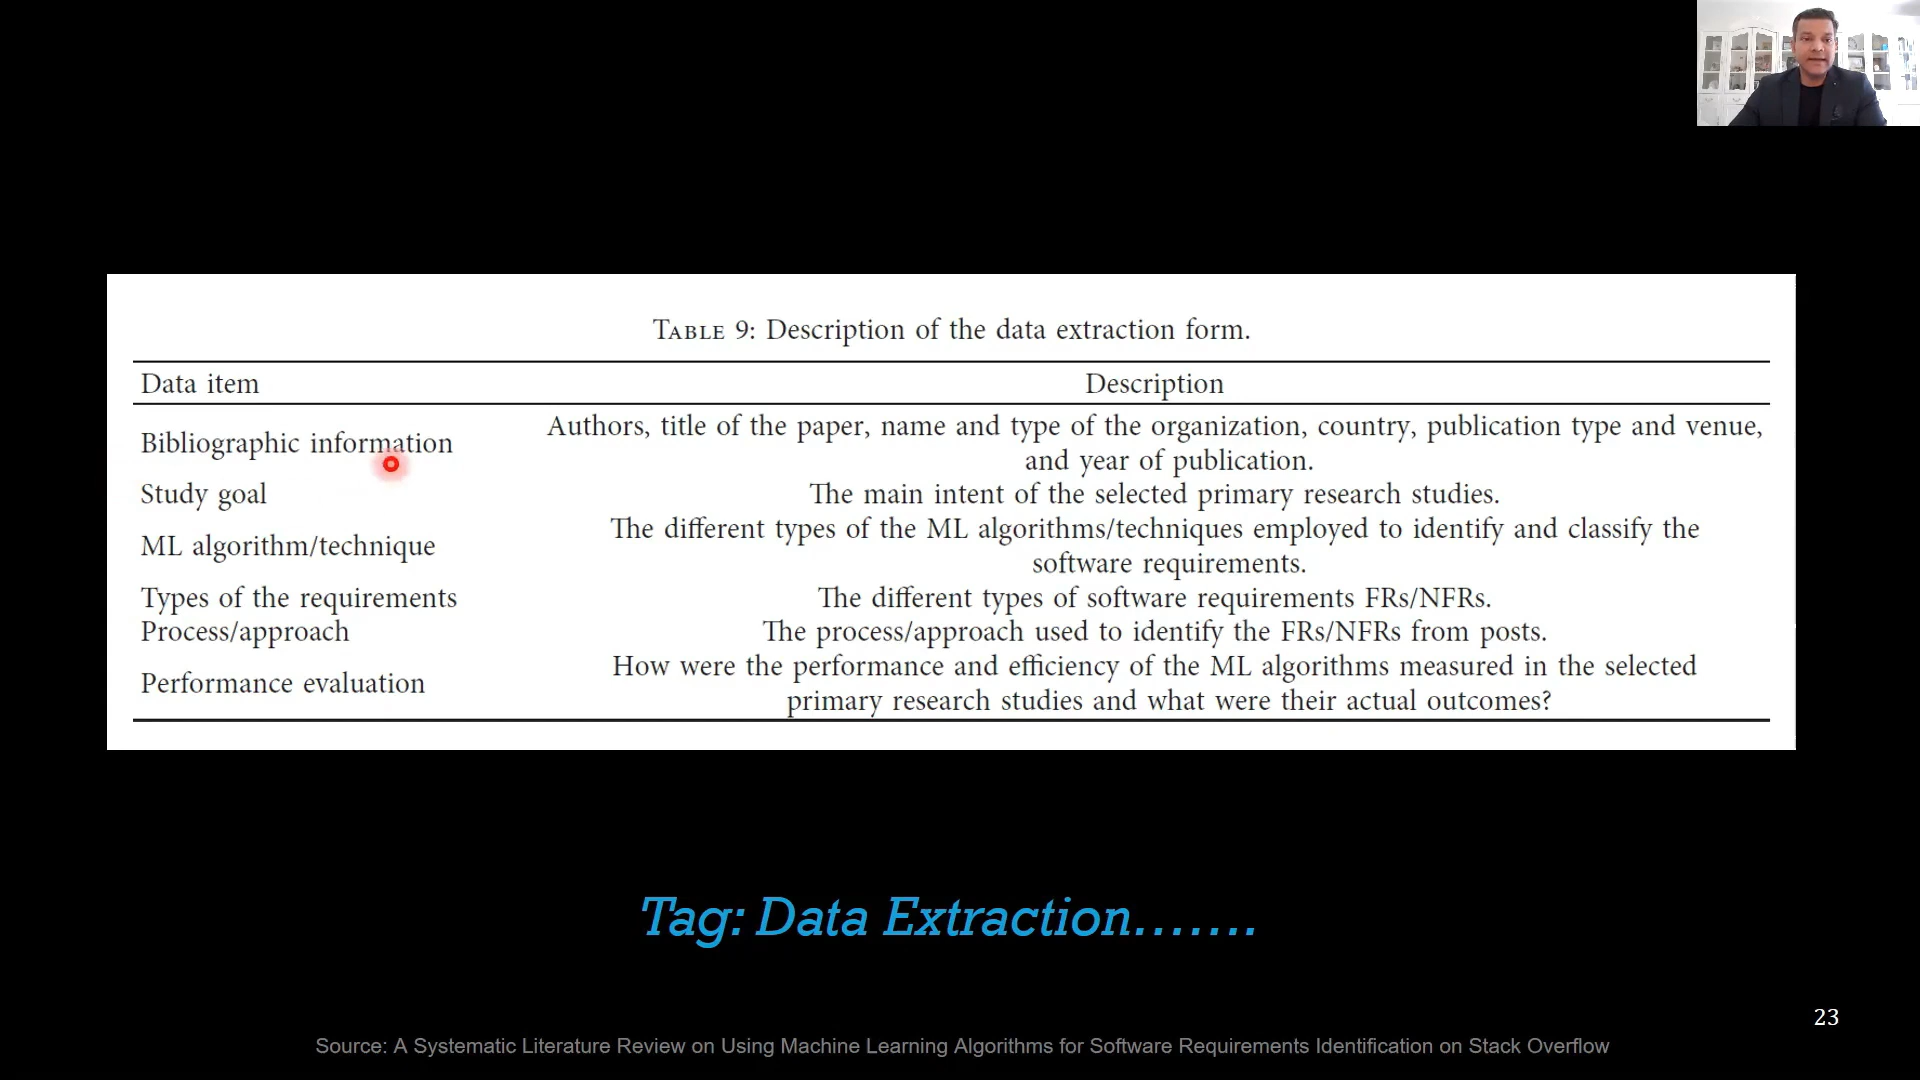 TABLE 9: Description of the data extraction form.
Data item Description
Bibliographic information Authors, title of the paper, name and type of the organization, country, publication type and venue,
and year of publication.
Study goal The main intent of the selected primary research studies.
ML algorithm/technique The different types of the ML algorithms/techniques employed to identify and classify the
software requirements.
Types of the requirements The different types of software requirements FRs/NFRs.
Process/approach The process/approach used to identify the FRs/NFRs from posts.
Performance evaluation How were the performance and efficiency of the ML algorithms measured in the selected
primary research studies and what were their actual outcomes?
Tag: Data Extraction.......
23
Source: A Systematic Literature Review on Using Machine Learning Algorithms for Software Requirements Identification on Stack Overflow